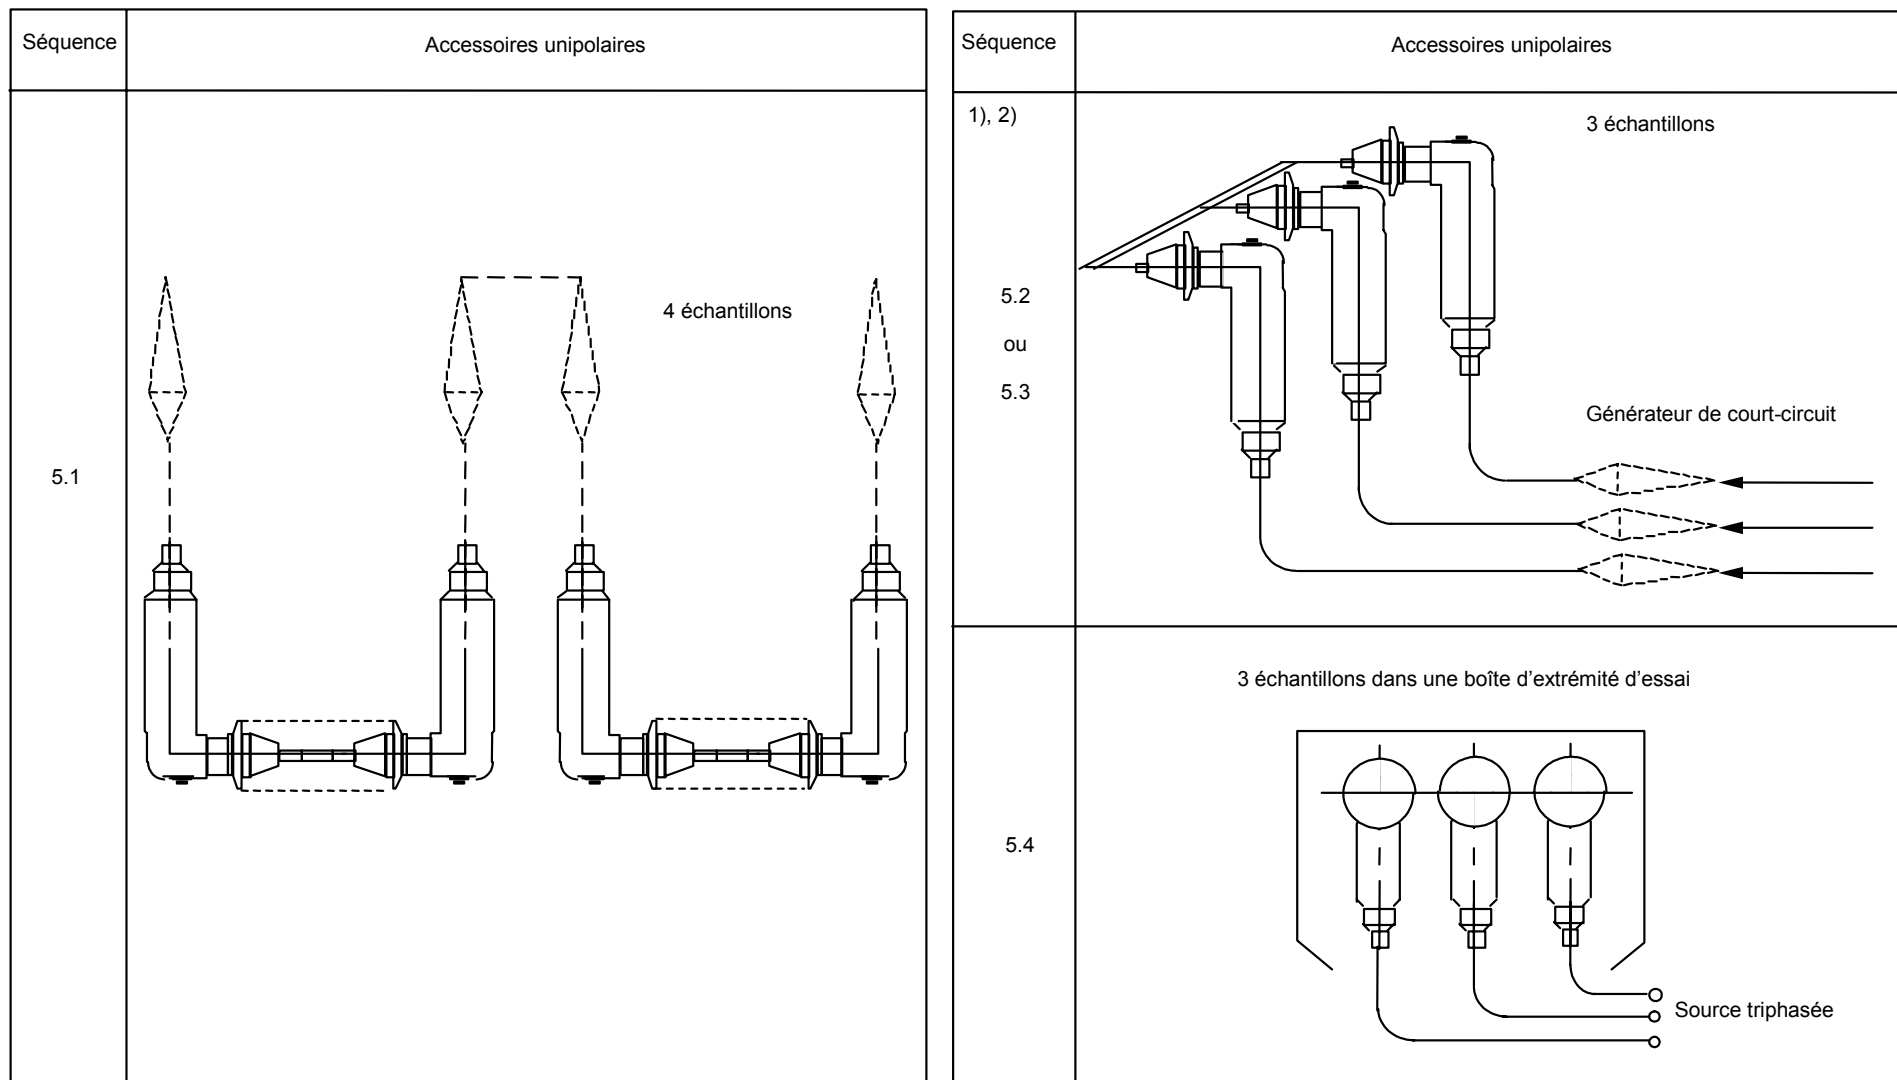 Séquence
Accessoires unipolaires
4 échantillons
5.1
Séquence
Accessoires unipolaires
1), 2)
3 échantillons
5.2
ou
5.3
Générateur de court-circuit
3 échantillons dans une boîte d’extrémité d’essai
5.4
Source triphasée